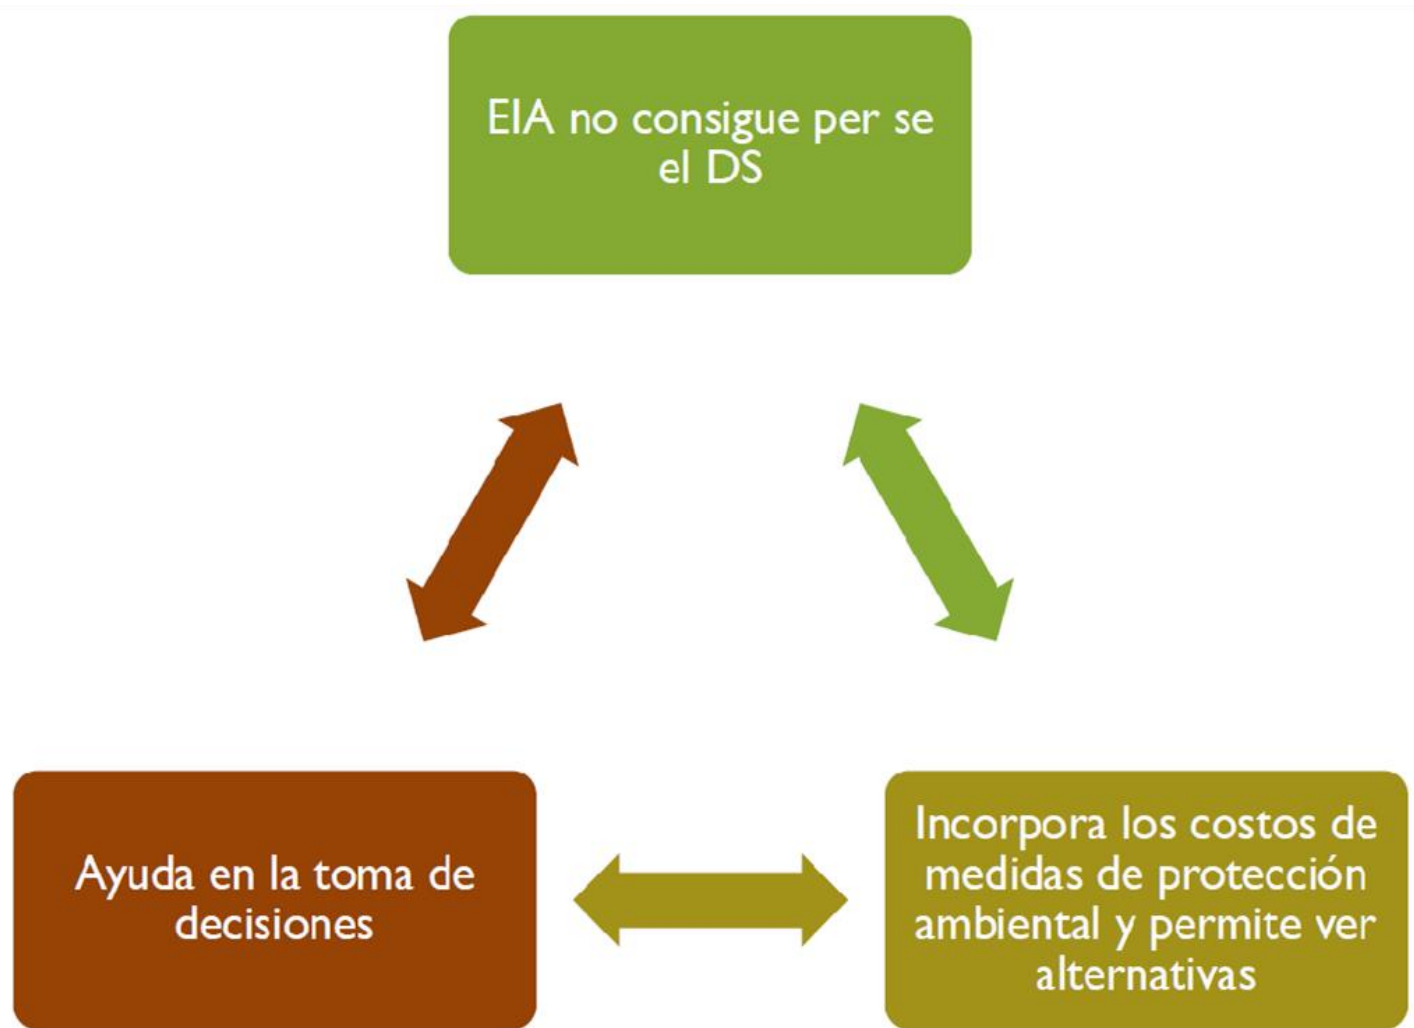 EIA no consigue per se
el DS
Ayuda en la toma de
decisiones
Incorpora los costos de
medidas de protección
ambiental y permite ver
alternativas